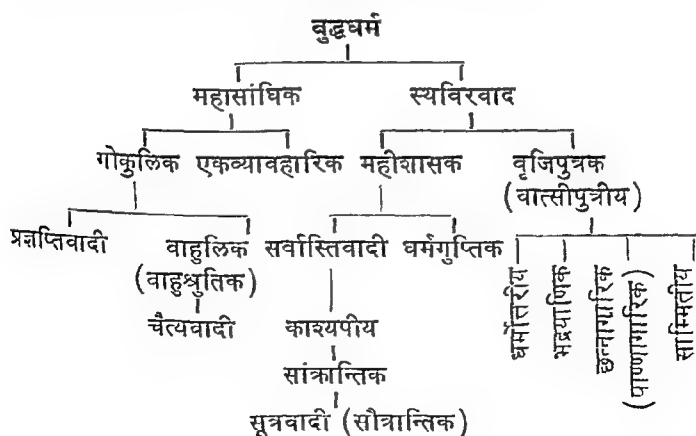 बुद्धधर्म
महासांघिक स्थविरवाद
गोकुलिक एकव्यावहारिक महीशासक वृजिपुत्रक
(वात्सीपुत्रीय)
प्रज्ञप्तिवादी वाहुलिक सर्वास्तिवादी धर्मगुप्तिक
(वाहुश्रुतिक)
चैत्यवादी काश्यपीय
सांक्रान्तिक
सूत्रवादी (सौत्रान्तिक)
धर्मोत्तरीय
भद्रयाणिक
छन्नागारिक
(पाण्णागारिक)
साम्मितीय